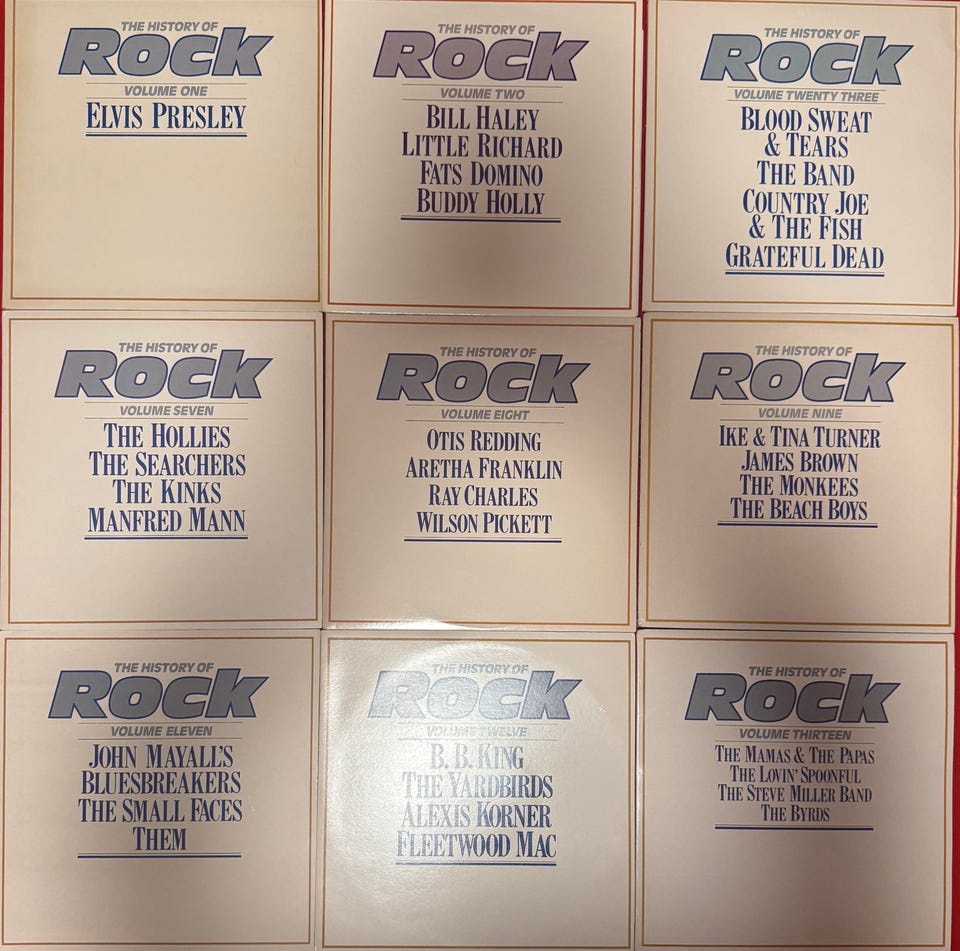 THE HISTORY OF
ROCK
VOLUME ONE
ELVIS PRESLEY
THE HISTORY OF
ROCK
VOLUME TWO
BILL HALEY
LITTLE RICHARD
FATS DOMINO
BUDDY HOLLY
THE HISTORY OF
ROCK
VOLUME TWENTY THREE
BLOOD SWEAT
& TEARS
THE BAND
COUNTRY JOE
& THE FISH
GRATEFUL DEAD
THE HISTORY OF
ROCK
VOLUME SEVEN
THE HOLLIES
THE SEARCHERS
THE KINKS
MANFRED MANN
THE HISTORY OF
ROCK
VOLUME EIGHT
OTIS REDDING
ARETHA FRANKLIN
RAY CHARLES
WILSON PICKETT
THE HISTORY OF
ROCK
VOLUME NINE
IKE & TINA TURNER
JAMES BROWN
THE MONKEES
THE BEACH BOYS
THE HISTORY OF
ROCK
VOLUME ELEVEN
JOHN MAYALL'S
BLUESBREAKERS
THE SMALL FACES
THEM
THE HISTORY OF
ROCK
VOLUME TWELVE
B. B. KING
THE YARDBIRDS
ALEXIS KORNER
FLEETWOOD MAC
THE HISTORY OF
ROCK
VOLUME THIRTEEN
THE MAMAS & THE PAPAS
THE LOVIN' SPOONFUL
THE STEVE MILLER BAND
THE BYRDS